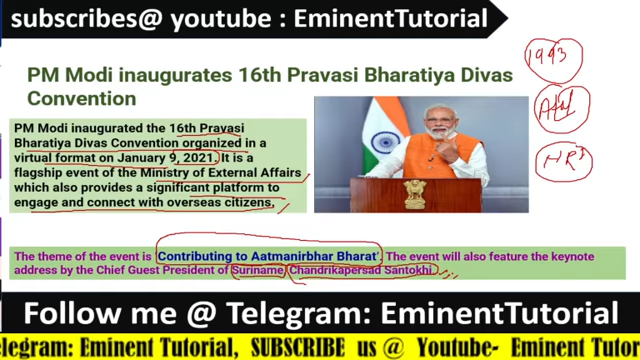 subscribes@ youtube : EminentTutorial
PM Modi inaugurates 16th Pravasi Bharatiya Divas
Convention
PM Modi inaugurated the 16th Pravasi
Bharatiya Divas Convention organized in a
virtual format on January 9, 2021. It is a
flagship event of the Ministry of External Affairs
which also provides a significant platform to
engage and connect with overseas citizens.
1993
NRI
The theme of the event is 'Contributing to Aatmanirbhar Bharat'. The event will also feature the keynote
address by the Chief Guest President of Suriname Chandrikapersad Santokhi
Follow me @ Telegram: EminentTutorial
elegram: Eminent Tutorial, SUBSCRIBE us @ Youtube- Eminent Tutorial